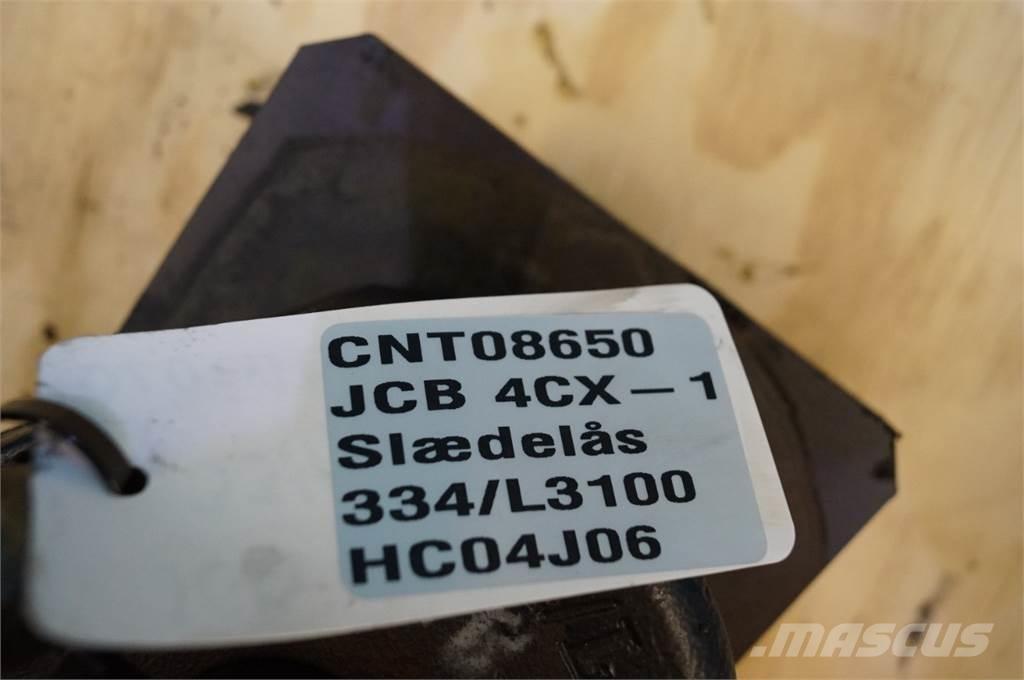 CNT08650
JCB 4CX-1
Slædelås
334/L3100
HC04J06
MASCUS